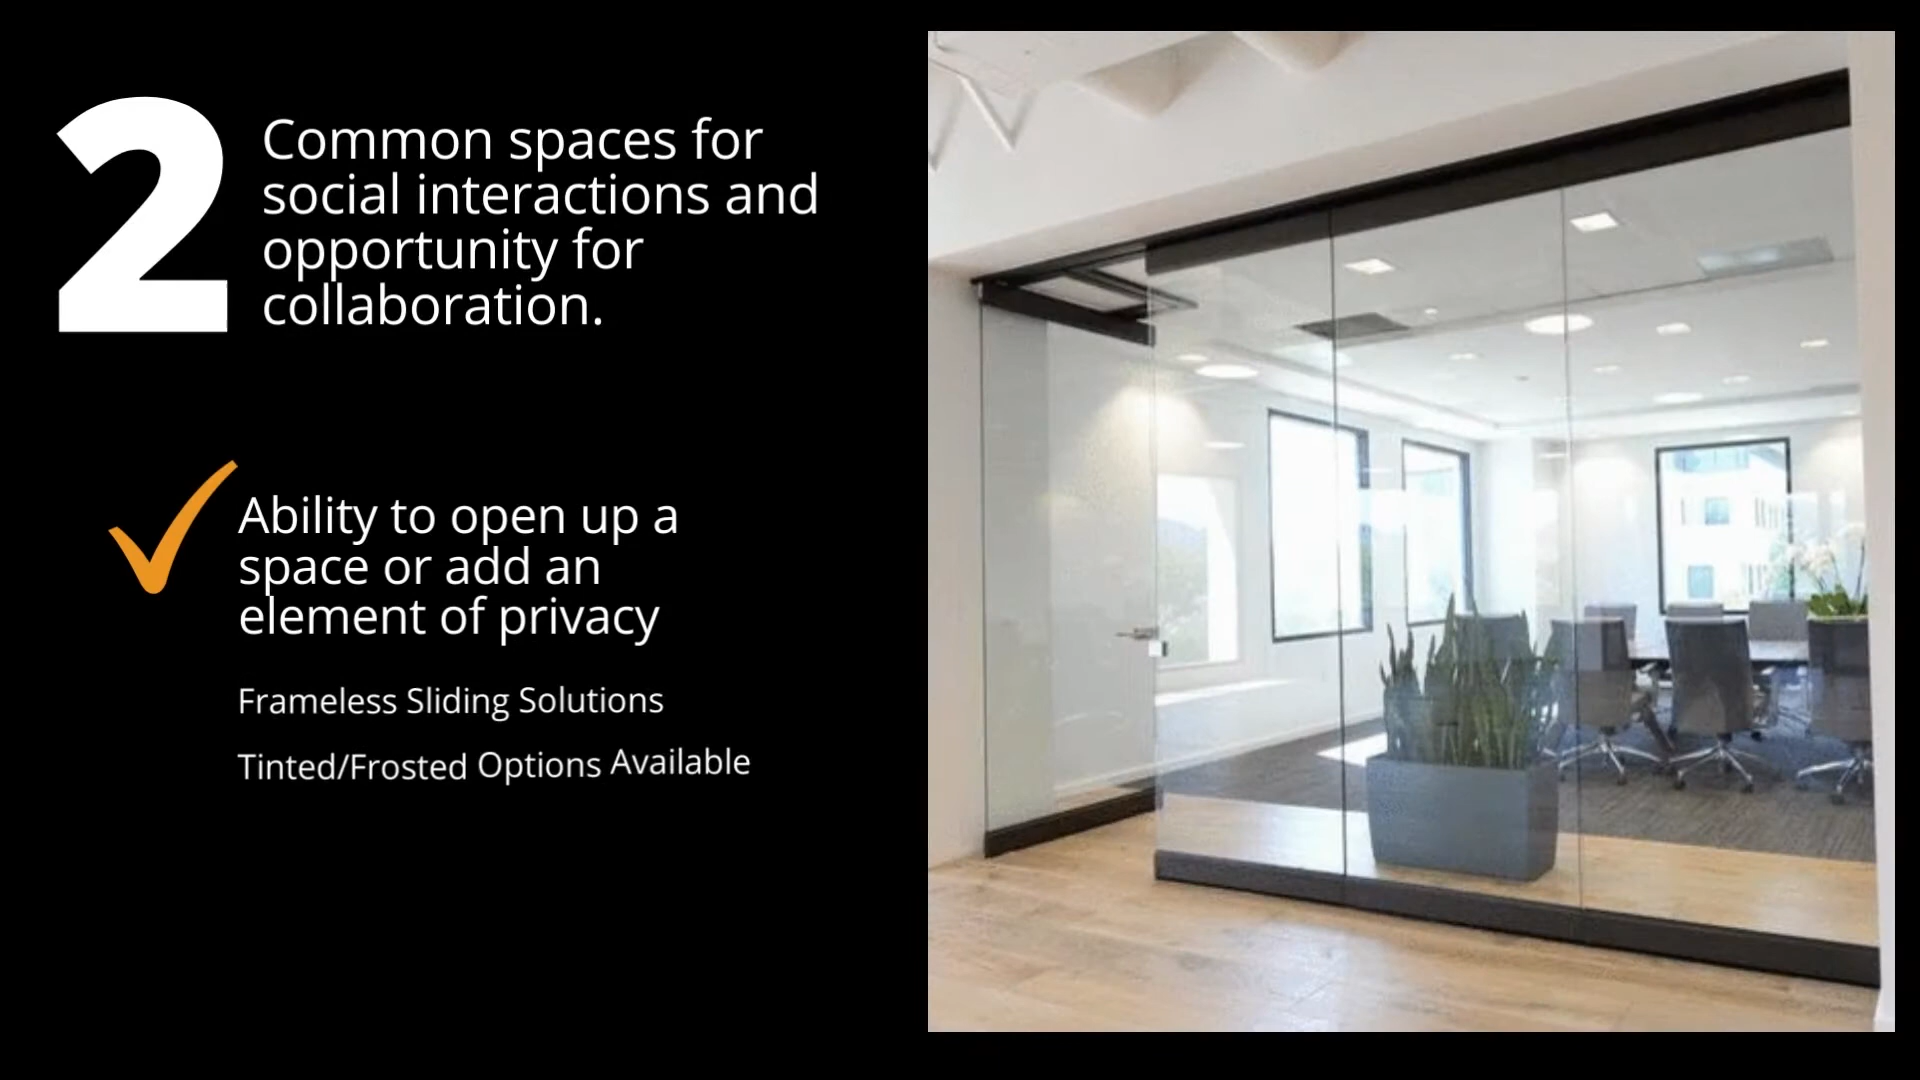 2
Common spaces for
social interactions and
opportunity for
collaboration.
Ability to open up a
space or add an
element of privacy
Frameless Sliding Solutions
Tinted/Frosted Options Available